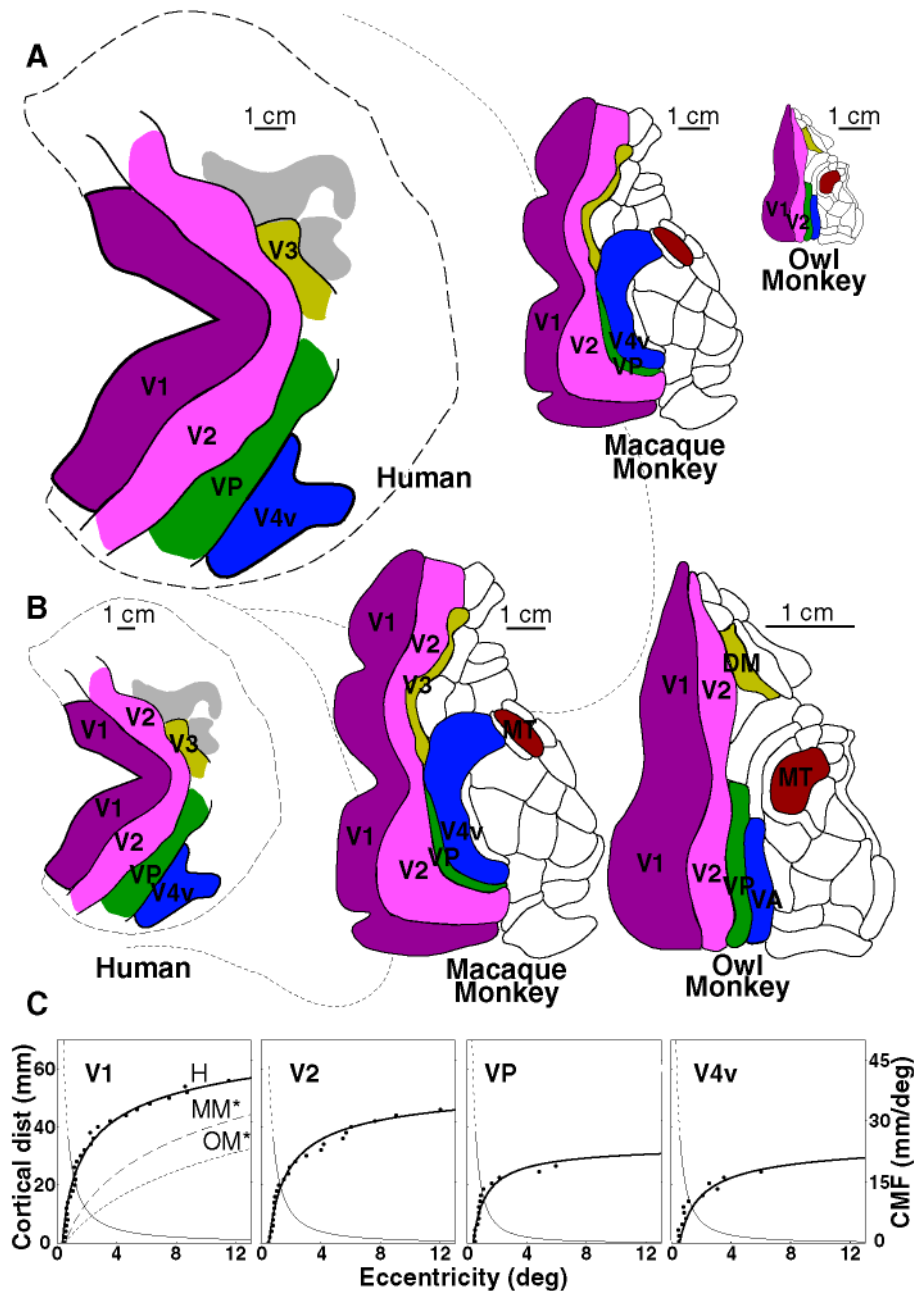 A
1 cm
1 cm
1 cm
V3
V1
V2
VP
V4v
Human
V1
V2
V4v
VP
Macaque
Monkey
V1
V2
Owl
Monkey
B
1 cm
V2
V1
V3
V1
V2
VP
V4v
Human
1 cm
V1
V2
V3
MT
V1
V4v
VP
V2
Macaque
Monkey
1 cm
DM
V1
V2
MT
V1
V2
VP
VA
Owl
Monkey
C
Cortical dist (mm)
60
40
20
0
V1
H
MM*
OM*
V2
VP
V4v
45
30
15
0
CMF (mm/deg)
0 4 8 12
0 4 8 12
0 4 8 12
0 4 8 12
Eccentricity (deg)